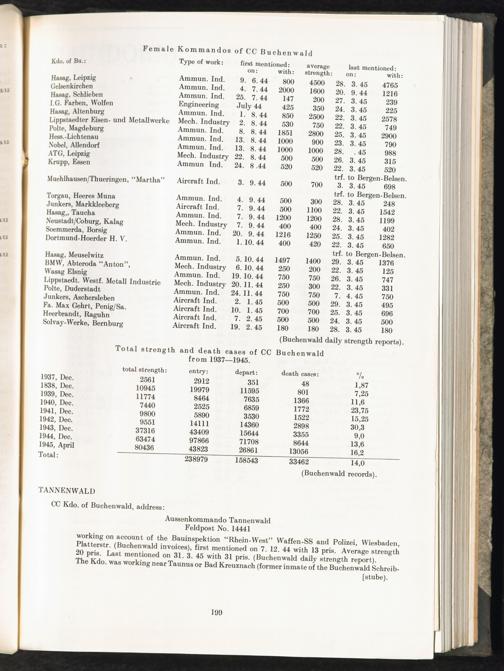 Female Kommandos of CC Buchenwald
Kdo. of Bu.: Type of work: first mentioned: average last mentioned:
on: with: strength: on: with:
Hasag, Leipzig Ammun. Ind. 9. 6. 44 800 4500 28. 3. 45 4765
Gelsenkirchen Ammun. Ind. 4. 7. 44 2000 1600 20. 9. 44 1216
Hasag, Schlieben Ammun. Ind. 25. 7. 44 147 200 27. 3. 45 239
I.G. Farben, Wolfen Engineering July 44 425 350 24. 3. 45 225
Hasag, Altenburg Ammun. Ind. 1. 8. 44 850 2500 22. 3. 45 2578
Lippstaedter Eisen- und Metallwerke Mech. Industry 2. 8. 44 530 750 22. 3. 45 749
Polte, Magdeburg Ammun. Ind. 8. 8. 44 1851 2800 25. 3. 45 2900
Hess.-Lichtenau Ammun. Ind. 13. 8. 44 1000 900 23. 3. 45 790
Nobel, Allendorf Ammun. Ind. 13. 8. 44 1000 1000 28. . 45 988
ATG, Leipzig Mech. Industry 22. 8. 44 500 500 26. 3. 45 315
Krupp, Essen Ammun. Ind. 24. 8. 44 520 520 22. 3. 45 520
trf. to Bergen-Belsen.
Muehlhausen/Thueringen, "Martha" Aircraft Ind. 3. 9. 44 500 700 3. 3. 45 698
trf. to Bergen-Belsen.
Torgau, Heeres Muna Ammun. Ind. 4. 9. 44 500 300 28. 3. 45 248
Junkers, Markkleeberg Aircraft Ind. 7. 9. 44 500 1100 22. 3. 45 1542
Hasag,, Taucha Ammun. Ind. 7. 9. 44 1200 1200 28. 3. 45 1199
Neustadt/Coburg, Kalag Mech. Industry 7. 9. 44 400 400 24. 3. 45 402
Soemmerda, Borsig Ammun. Ind. 20. 9. 44 1216 1250 25. 3. 45 1282
Dortmund-Hoerder H. V. Ammun. Ind. 1. 10. 44 400 420 22. 3. 45 650
trf. to Bergen-Belsen.
Hasag, Meuselwitz Ammun. Ind. 5. 10. 44 1497 1400 29. 3. 45 1376
BMW, Abteroda "Anton", Mech. Industry 6. 10. 44 250 200 22. 3. 45 125
Wasag Elsnig Ammun. Ind. 19. 10. 44 750 750 26. 3. 45 747
Lippstaedt. Westf. Metall Industrie Mech. Industry 20. 11. 44 250 300 22. 3. 45 331
Polte, Duderstadt Ammun. Ind. 24. 11. 44 750 750 7. 4. 45 750
Junkers, Aschersleben Aircraft Ind. 2. 1. 45 500 500 29. 3. 45 495
Fa. Max Gehrt, Penig/Sa. Aircraft Ind. 10. 1. 45 700 700 25. 3. 45 696
Heerbrandt, Raguhn Aircraft Ind. 7. 2. 45 500 500 24. 3. 45 500
Solvay-Werke, Bernburg Aircraft Ind. 19. 2. 45 180 180 28. 3. 45 180
(Buchenwald daily strength reports).
Total strength and death cases of CC Buchenwald
from 1937—1945.
total strength: entry: depart: death cases: %
1937, Dec. 2561 2912 351 48 1,87
1838, Dec. 10945 19979 11595 801 7,25
1939, Dec. 11774 8464 7635 1366 11,6
1940, Dec. 7440 2525 6859 1772 23,75
1941, Dec. 9800 5890 3530 1522 15,25
1942, Dec. 9551 14111 14360 2898 30,3
1943, Dec. 37316 43409 15644 3355 9,0
1944, Dec. 63474 97866 71708 8644 13,6
1945, April 80436 43823 26861 13056 16,2
Total: 238979 158543 33462 14,0
(Buchenwald records).
TANNENWALD
CC Kdo. of Buchenwald, address:
Aussenkommando Tannenwald
Feldpost No. 14441
working on account of the Bauinspektion "Rhein-West" Waffen-SS and Polizei, Wiesbaden,
Platterstr. (Buchenwald invoices), first mentioned on 7. 12. 44 with 13 pris. Average strength
20 pris. Last mentioned on 31. 3. 45 with 31 pris. (Buchenwald daily strength report).
The Kdo. was working near Taunus or Bad Kreuznach (former inmate of the Buchenwald Schreib-
[stube).
199